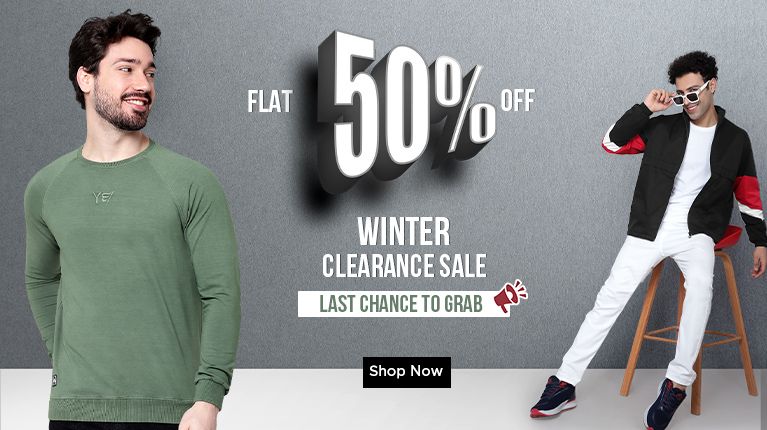 FLAT 50% OFF
WINTER
CLEARANCE SALE
LAST CHANCE TO GRAB
Shop Now